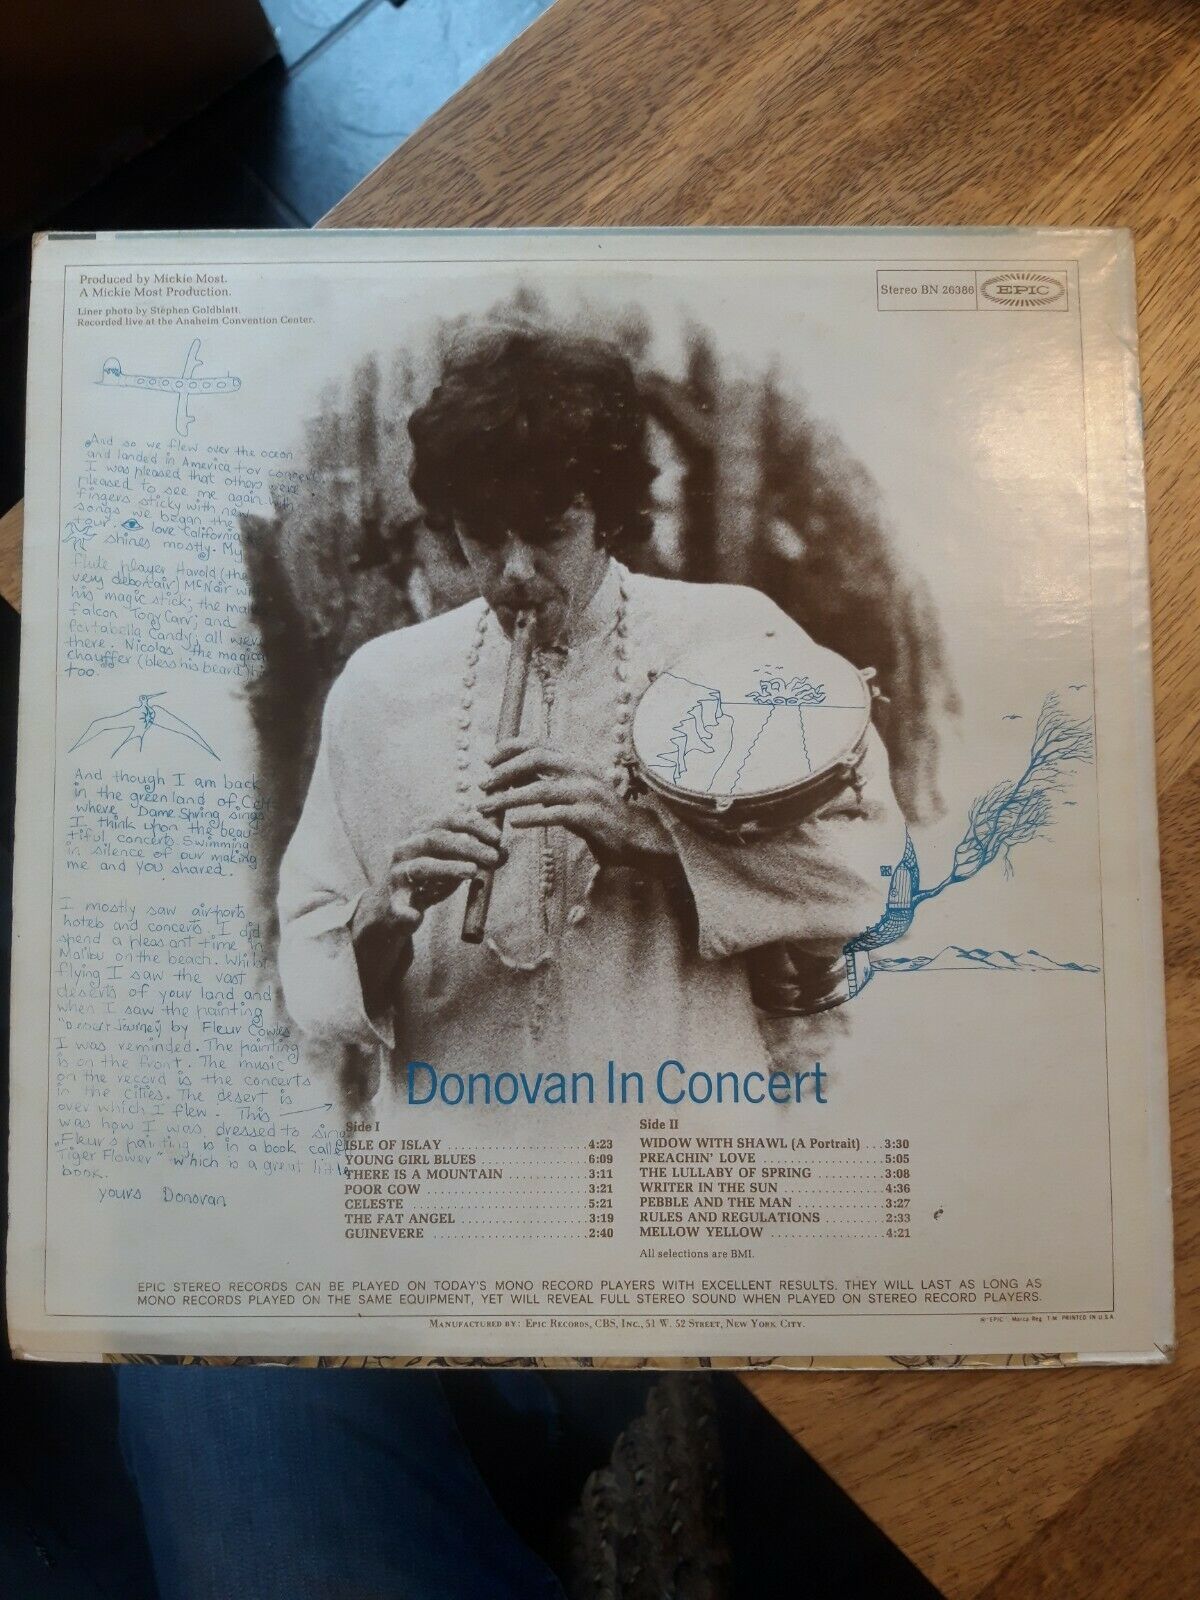 Produced by Mickie Most.
A Mickie Most Production.
Liner photo by Stephen Goldblatt.
Recorded live at the Anaheim Convention Center.
Stereo BN 26386
EPIC
And so we flew over the ocean
and landed in America for concerts.
I was pleased that others were
pleased to see me again with
fingers sticky with new
songs we began the
tour. love California
shines mostly. My
flute player Harold (the
very debonair) McNair
his magic stick; the
falcon Tony Carr; and
Portabella Candy, all were
there. Nicolas the magic
chauffer (bless his beard)
too.
And though I am back
in the green land of
where Dame Spring sings
I think upon the beau-
tiful concerts. Swimming
in silence of our making
me and you shared.
I mostly saw airports
hotels and concerts. I did
spend a pleasant time in
Malibu on the beach. Whilst
flying I saw the vast
deserts of your land and
when I saw the painting
"Desert Journey" by Fleur Cowles
I was reminded. The painting
is on the front. The music
on the record is the concerts
in the cities. The desert is
over which I flew. This
was how I was dressed to sing
"Fleur's painting is in a book called
Tiger Flower" which is a great little
book.
yours Donovan
Donovan In Concert
Side I
ISLE OF ISLAY 4:23
YOUNG GIRL BLUES 6:09
THERE IS A MOUNTAIN 3:11
POOR COW 3:21
CELESTE 5:21
THE FAT ANGEL 3:19
GUINEVERE 2:40
Side II
WIDOW WITH SHAWL (A Portrait) 3:30
PREACHIN' LOVE 5:05
THE LULLABY OF SPRING 3:08
WRITER IN THE SUN 4:36
PEBBLE AND THE MAN 3:27
RULES AND REGULATIONS 2:33
MELLOW YELLOW 4:21
All selections are BMI.
EPIC STEREO RECORDS CAN BE PLAYED ON TODAY'S MONO RECORD PLAYERS WITH EXCELLENT RESULTS. THEY WILL LAST AS LONG AS
MONO RECORDS PLAYED ON THE SAME EQUIPMENT, YET WILL REVEAL FULL STEREO SOUND WHEN PLAYED ON STEREO RECORD PLAYERS.
Manufactured by: Epic Records, CBS, Inc., 51 W. 52 Street, New York City.
® "EPIC" Marca Reg. T.M. PRINTED IN U.S.A.